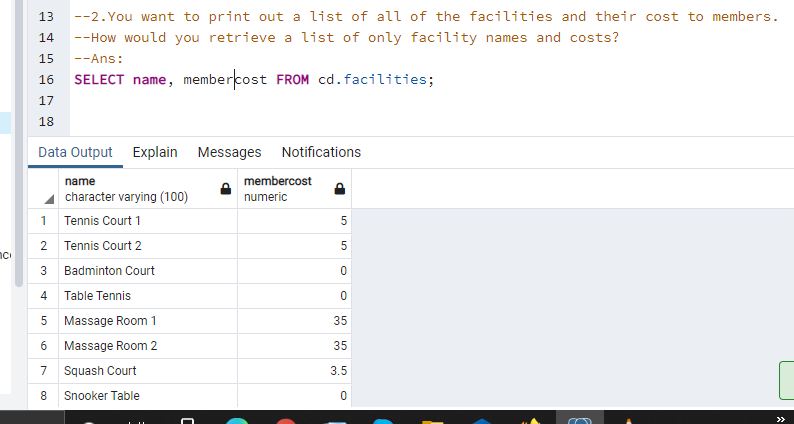 13 --2.You want to print out a list of all of the facilities and their cost to members.
14 --How would you retrieve a list of only facility names and costs?
15 --Ans:
16 SELECT name, membercost FROM cd.facilities;
17
18
Data Output Explain Messages Notifications
name membercost
character varying (100) numeric
1 Tennis Court 1 5
2 Tennis Court 2 5
3 Badminton Court 0
4 Table Tennis 0
5 Massage Room 1 35
6 Massage Room 2 35
7 Squash Court 3.5
8 Snooker Table 0